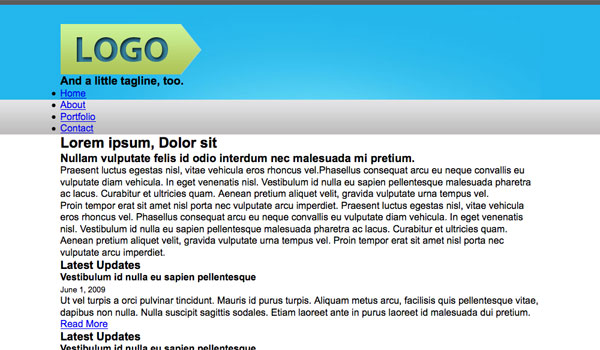 LOGO
And a little tagline, too.
Home
About
Portfolio
Contact
Lorem ipsum, Dolor sit
Nullam vulputate felis id odio interdum nec malesuada mi pretium.
Praesent luctus egestas nisl, vitae vehicula eros rhoncus vel.Phasellus consequat arcu eu neque convallis eu
vulputate diam vehicula. In eget venenatis nisl. Vestibulum id nulla eu sapien pellentesque malesuada pharetra
ac lacus. Curabitur et ultricies quam. Aenean pretium aliquet velit, gravida vulputate urna tempus vel.
Proin tempor erat sit amet nisl porta nec vulputate arcu imperdiet. Praesent luctus egestas nisl, vitae vehicula
eros rhoncus vel. Phasellus consequat arcu eu neque convallis eu vulputate diam vehicula. In eget venenatis
nisl. Vestibulum id nulla eu sapien pellentesque malesuada pharetra ac lacus. Curabitur et ultricies quam.
Aenean pretium aliquet velit, gravida vulputate urna tempus vel. Proin tempor erat sit amet nisl porta nec
vulputate arcu imperdiet.
Latest Updates
Vestibulum id nulla eu sapien pellentesque
June 1, 2009
Ut vel turpis a orci pulvinar tincidunt. Mauris id purus turpis. Aliquam metus arcu, facilisis quis pellentesque vitae,
dapibus non nulla. Nulla suscipit sagittis sodales. Etiam laoreet ante in purus laoreet id malesuada dui pretium.
Read More
Latest Updates
Vestibulum id nulla eu sapien pellentesque